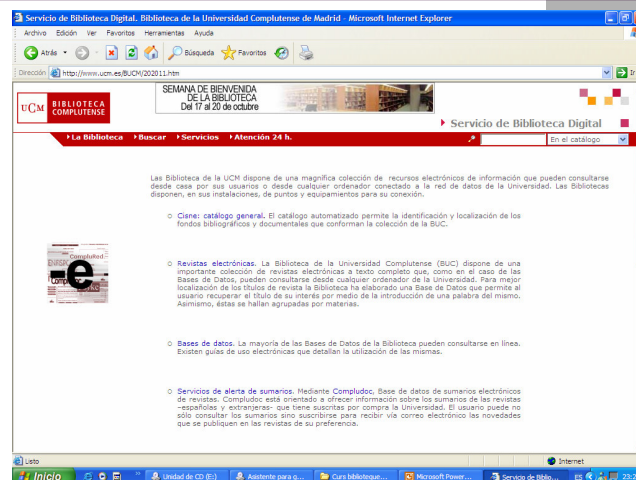 Servicio de Biblioteca Digital. Biblioteca de la Universidad Complutense de Madrid - Microsoft Internet Explorer
Archivo Edición Ver Favoritos Herramientas Ayuda
Atrás Búsqueda Favoritos
Dirección http://www.ucm.es/BUCM/202011.htm Ir
UCM BIBLIOTECA COMPLUTENSE
SEMANA DE BIENVENIDA
DE LA BIBLIOTECA
Del 17 al 20 de octubre
Servicio de Biblioteca Digital
La Biblioteca Buscar Servicios Atención 24 h. En el catálogo
Las Biblioteca de la UCM dispone de una magnífica colección de recursos electrónicos de información que pueden consultarse
desde casa por sus usuarios o desde cualquier ordenador conectado a la red de datos de la Universidad. Las Bibliotecas
disponen, en sus instalaciones, de puntos y equipamientos para su conexión.
Cisne: catálogo general. El catálogo automatizado permite la identificación y localización de los
fondos bibliográficos y documentales que conforman la colección de la BUC.
Revistas electrónicas. La Biblioteca de la Universidad Complutense (BUC) dispone de una
importante colección de revistas electrónicas a texto completo que, como en el caso de las
Bases de Datos, pueden consultarse desde cualquier ordenador de la Universidad. Para mejor
localización de los títulos de revista la Biblioteca ha elaborado una Base de Datos que permite al
usuario recuperar el título de su interés por medio de la introducción de una palabra del mismo.
Asimismo, éstas se hallan agrupadas por materias.
-e
Bases de datos. La mayoría de las Bases de Datos de la Biblioteca pueden consultarse en línea.
Existen guías de uso electrónicas que detallan la utilización de las mismas.
Servicios de alerta de sumarios. Mediante Compludoc, Base de datos de sumarios electrónicos
de revistas. Compludoc está orientado a ofrecer información sobre los sumarios de las revistas
-españolas y extranjeras- que tiene suscritas por compra la Universidad. El usuario puede no
sólo consultar los sumarios sino suscribirse para recibir vía correo electrónico las novedades
que se publiquen en las revistas de su preferencia.
Listo Internet
Inicio Unidad de CD (E:) Asistente para g... Curs biblioteque... Microsoft Power... Servicio de Biblio... ES